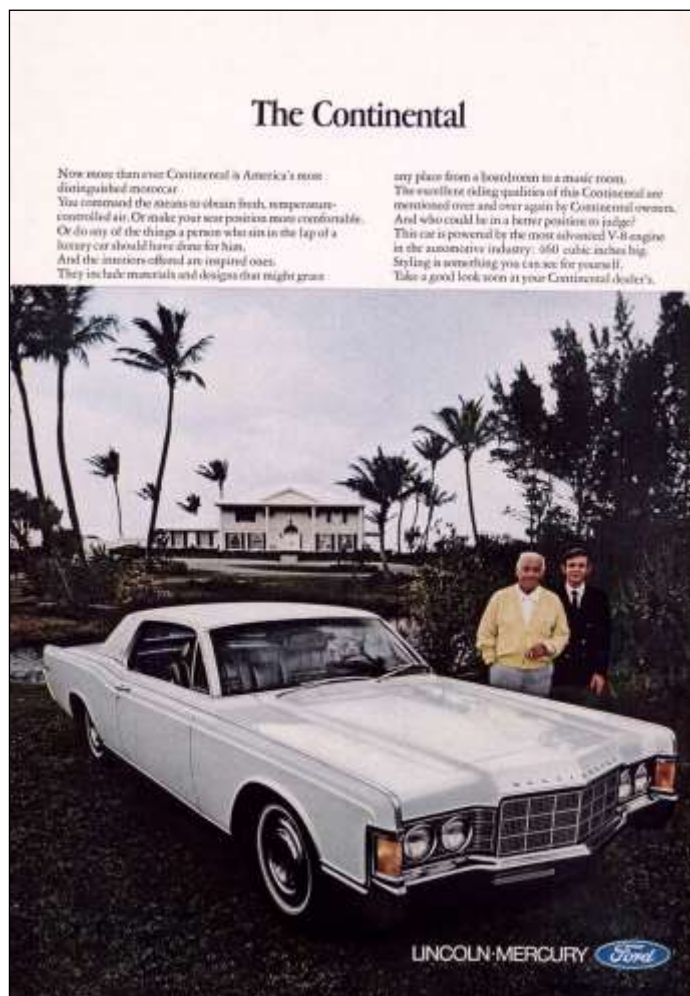 The Continental
Now more than ever Continental is America's most
distinguished motorcar
You command the means to obtain fresh, temperature-
controlled air. Or make your seat position more comfortable.
Or do any of the things a person who sits in the lap of a
luxury car should have done for him.
And the interiors offered are inspired ones.
They include materials and designs that might grace
any place from a boardroom to a music room.
The excellent riding qualities of this Continental are
mentioned over and over again by Continental owners.
And who could be in a better position to judge?
This car is powered by the most advanced V-8 engine
in the automotive industry: 460 cubic inches big.
Styling is something you can see for yourself.
Take a good look soon at your Continental dealer's.
CONTINENTAL
LINCOLN·MERCURY Ford